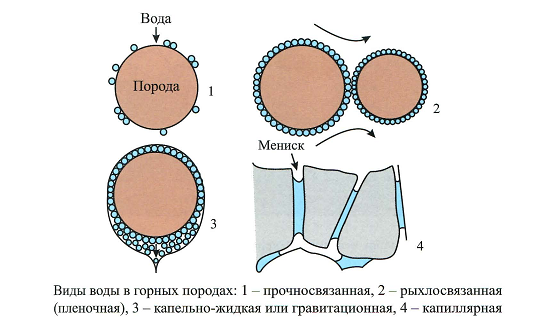 Вода
Порода
1
2
Мениск
3
4
Виды воды в горных породах: 1 – прочносвязанная, 2 – рыхлосвязанная
(пленочная), 3 – капельно-жидкая или гравитационная, 4 – капиллярная